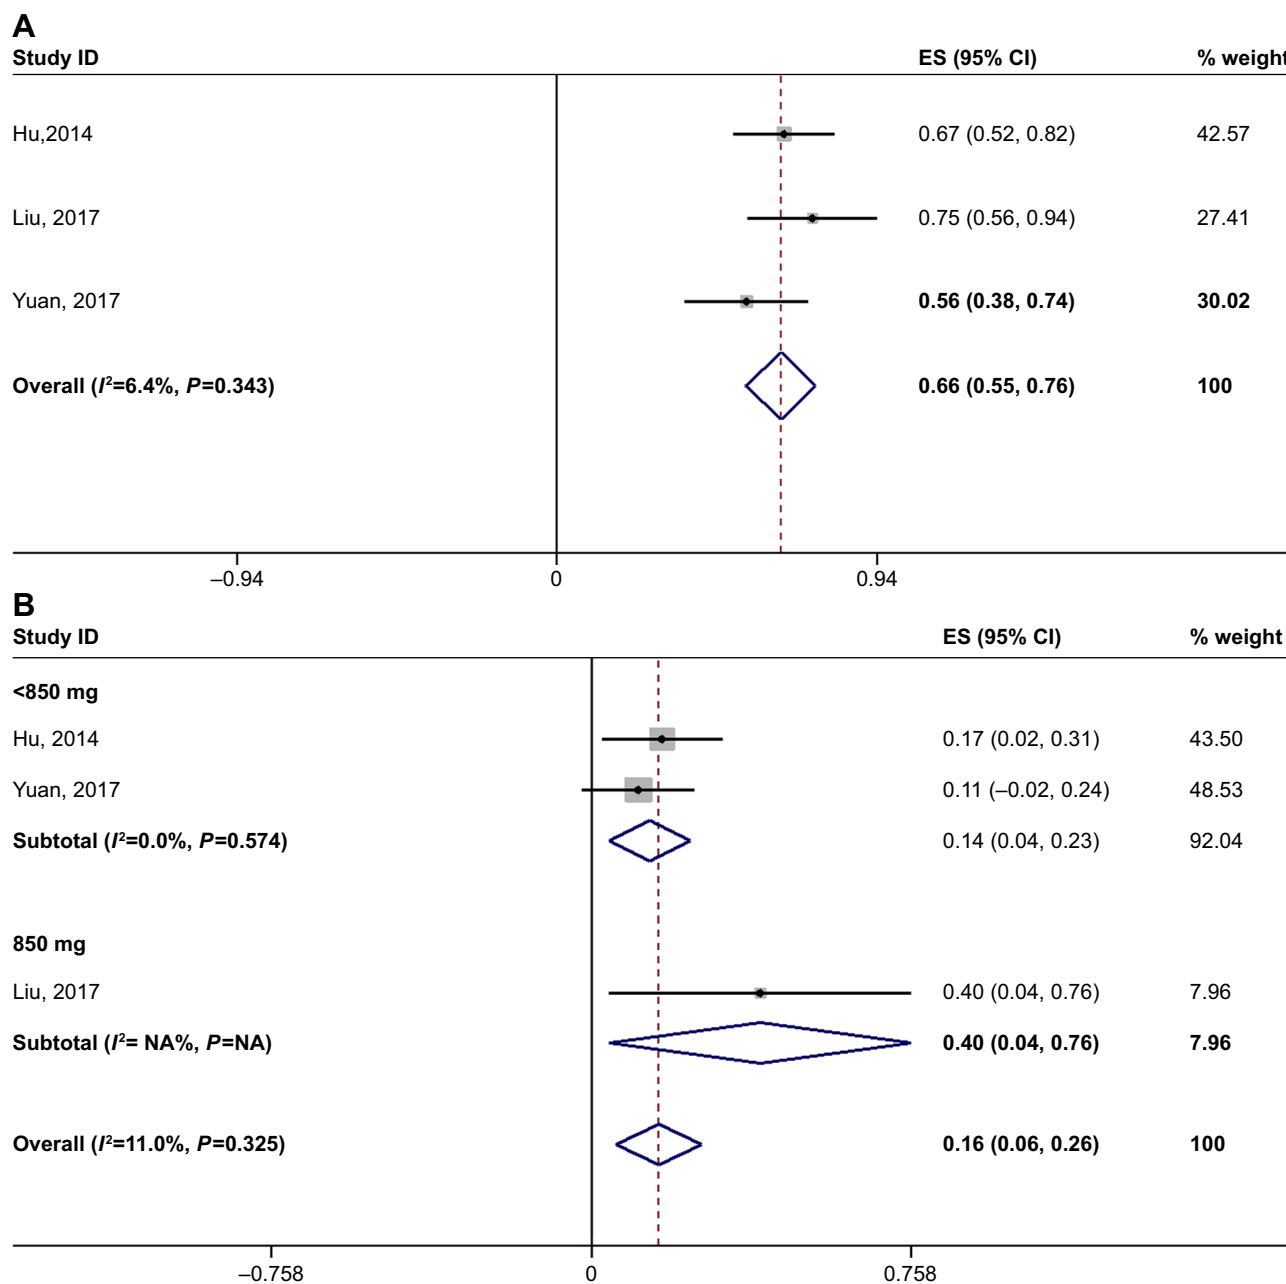 A
Study ID ES (95% CI) % weight
Hu,2014 0.67 (0.52, 0.82) 42.57
Liu, 2017 0.75 (0.56, 0.94) 27.41
Yuan, 2017 0.56 (0.38, 0.74) 30.02
Overall (I²=6.4%, P=0.343) 0.66 (0.55, 0.76) 100
–0.94 0 0.94
B
Study ID ES (95% CI) % weight
<850 mg
Hu, 2014 0.17 (0.02, 0.31) 43.50
Yuan, 2017 0.11 (–0.02, 0.24) 48.53
Subtotal (I²=0.0%, P=0.574) 0.14 (0.04, 0.23) 92.04
850 mg
Liu, 2017 0.40 (0.04, 0.76) 7.96
Subtotal (I²= NA%, P=NA) 0.40 (0.04, 0.76) 7.96
Overall (I²=11.0%, P=0.325) 0.16 (0.06, 0.26) 100
–0.758 0 0.758